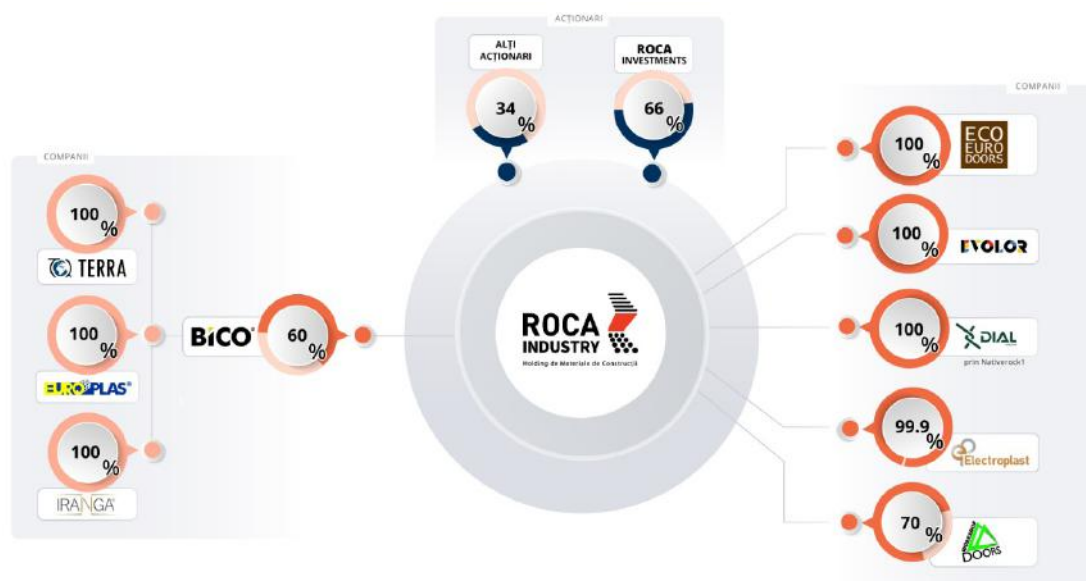 ACȚIONARI
ALȚI
ACȚIONARI
34
%
ROCA
INVESTMENTS
66
%
COMPANII
100
%
TERRA
100
%
EUROPLAS®
100
%
IRANGA®
BICO®
60
%
ROCA
INDUSTRY
Holding de Materiale de Construcții
COMPANII
100
%
ECO
EURO
DOORS
100
%
EVOLOR
100
%
DIAL
prin Nativerock1
99.9
%
Electroplast
70
%
DOORS